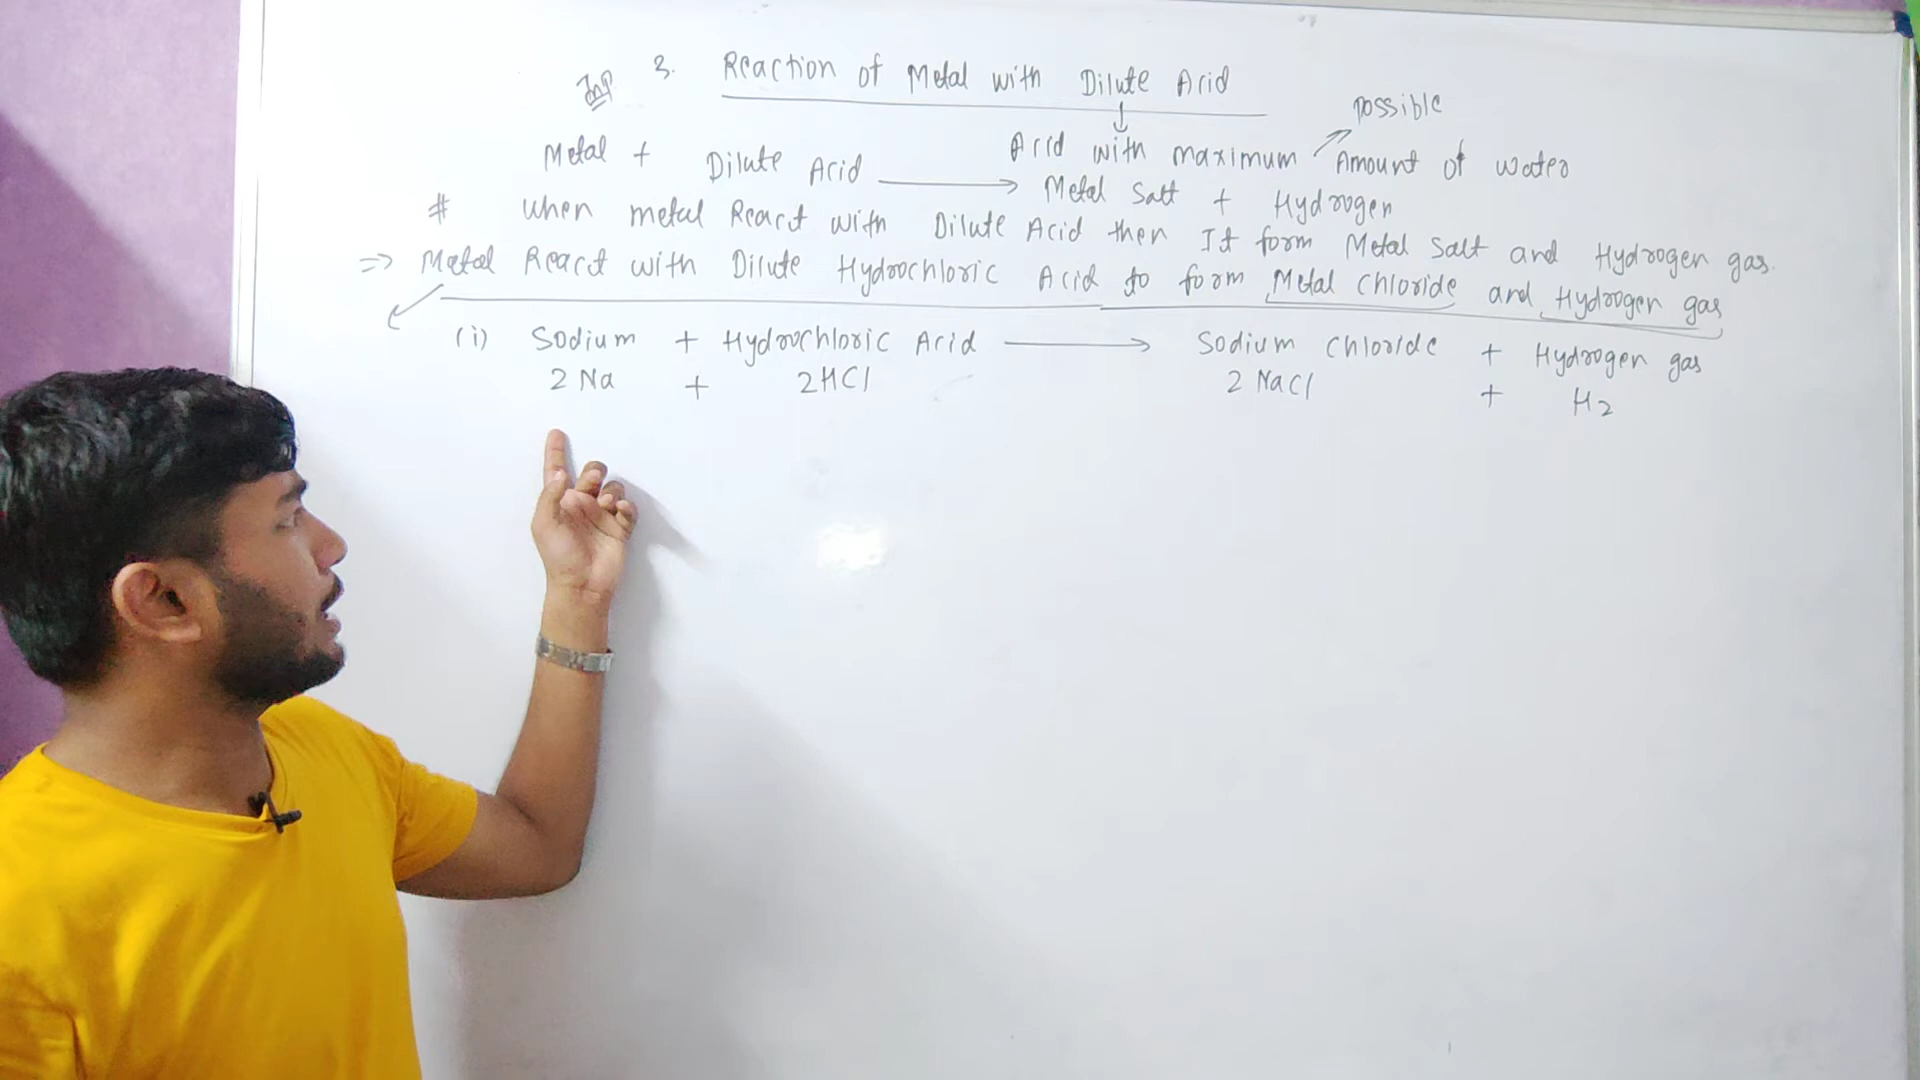 Imp 3. Reaction of Metal with Dilute Acid
possible
Acid with maximum Amount of water
Metal + Dilute Acid ⟶ Metal Salt + Hydrogen
# When metal React with Dilute Acid then It form Metal Salt and Hydrogen gas.
⇒ Metal React with Dilute Hydrochloric Acid to form Metal Chloride and Hydrogen gas
(i) Sodium + Hydrochloric Acid ⟶ Sodium Chloride + Hydrogen gas
2 Na + 2HCl 2 NaCl + H2